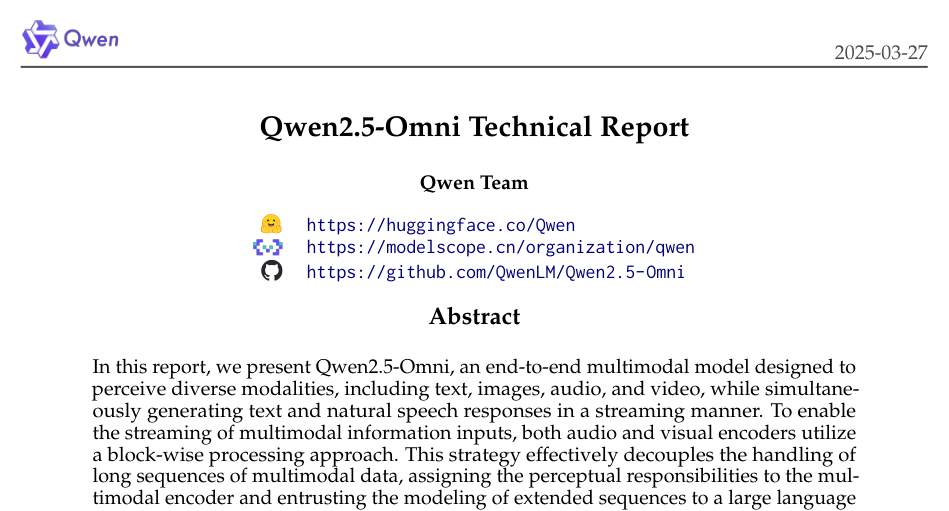 Qwen
2025-03-27
Qwen2.5-Omni Technical Report
Qwen Team
https://huggingface.co/Qwen
https://modelscope.cn/organization/qwen
https://github.com/QwenLM/Qwen2.5-Omni
Abstract
In this report, we present Qwen2.5-Omni, an end-to-end multimodal model designed to
perceive diverse modalities, including text, images, audio, and video, while simultane-
ously generating text and natural speech responses in a streaming manner. To enable
the streaming of multimodal information inputs, both audio and visual encoders utilize
a block-wise processing approach. This strategy effectively decouples the handling of
long sequences of multimodal data, assigning the perceptual responsibilities to the mul-
timodal encoder and entrusting the modeling of extended sequences to a large language